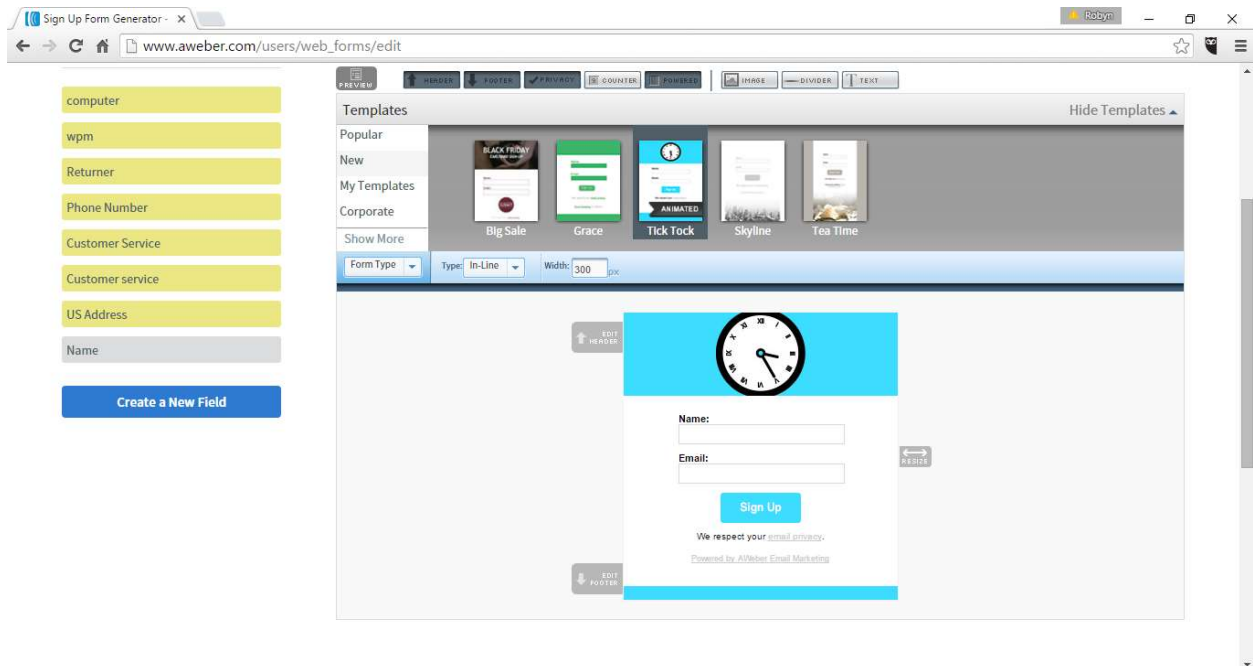 Sign Up Form Generator - ×
Robyn
www.aweber.com/users/web_forms/edit
computer
wpm
Returner
Phone Number
Customer Service
Customer service
US Address
Name
Create a New Field
PREVIEW
HEADER FOOTER PRIVACY COUNTER POWERED IMAGE DIVIDER TEXT
Templates Hide Templates
Popular
New
My Templates
Corporate
Show More
BLACK FRIDAY
ANIMATED
Big Sale Grace Tick Tock Skyline Tea Time
Form Type Type: In-Line Width: 300 px
EDIT
HEADER
Name:
Email:
RESIZE
Sign Up
We respect your email privacy.
Powered by AWeber Email Marketing
EDIT
FOOTER